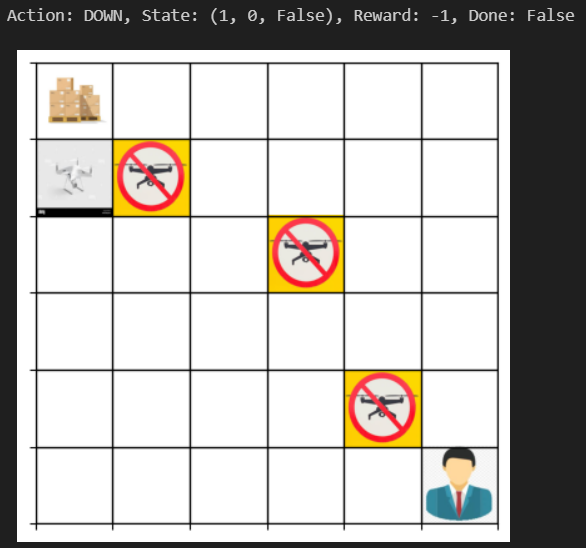 Action: DOWN, State: (1, 0, False), Reward: -1, Done: False